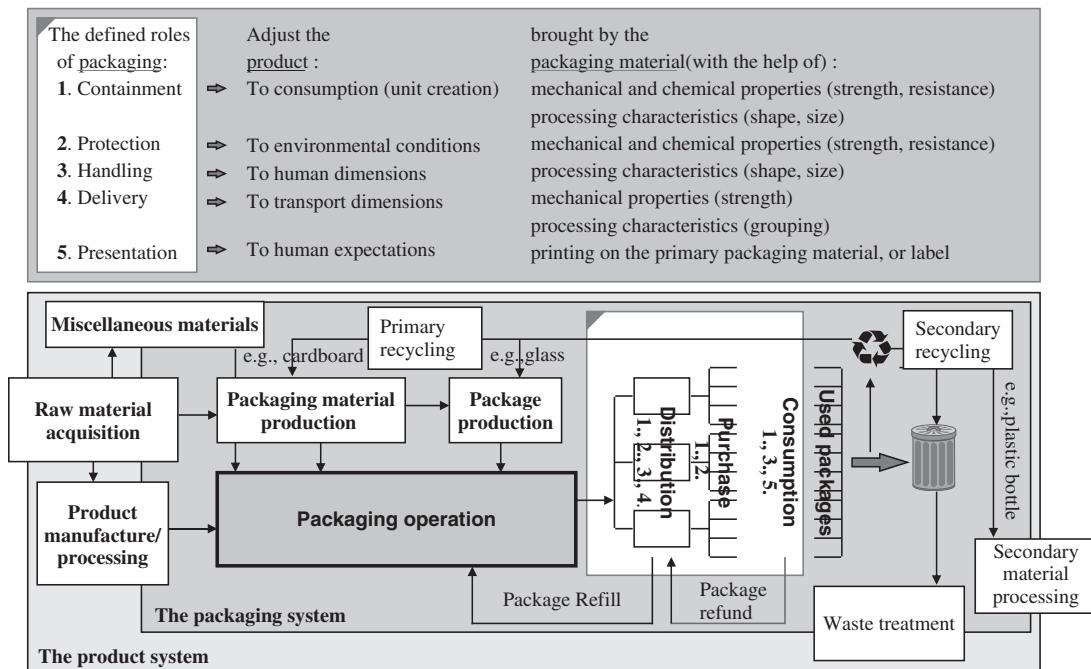 The defined roles
of packaging:
1. Containment
2. Protection
3. Handling
4. Delivery
5. Presentation
Adjust the
product :
To consumption (unit creation)
To environmental conditions
To human dimensions
To transport dimensions
To human expectations
brought by the
packaging material(with the help of) :
mechanical and chemical properties (strength, resistance)
processing characteristics (shape, size)
mechanical and chemical properties (strength, resistance)
processing characteristics (shape, size)
mechanical properties (strength)
processing characteristics (grouping)
printing on the primary packaging material, or label
Miscellaneous materials
Primary
recycling
e.g., cardboard
e.g.,glass
Secondary
recycling
Raw material
acquisition
Packaging material
production
Package
production
Product
manufacture/
processing
Packaging operation
Distribution
1., 2., 3., 4.
Purchase
1.,2.
Consumption
1., 3., 5.
Used packages
e.g.,plastic bottle
Secondary
material
processing
Package Refill
Package
refund
Waste treatment
The packaging system
The product system